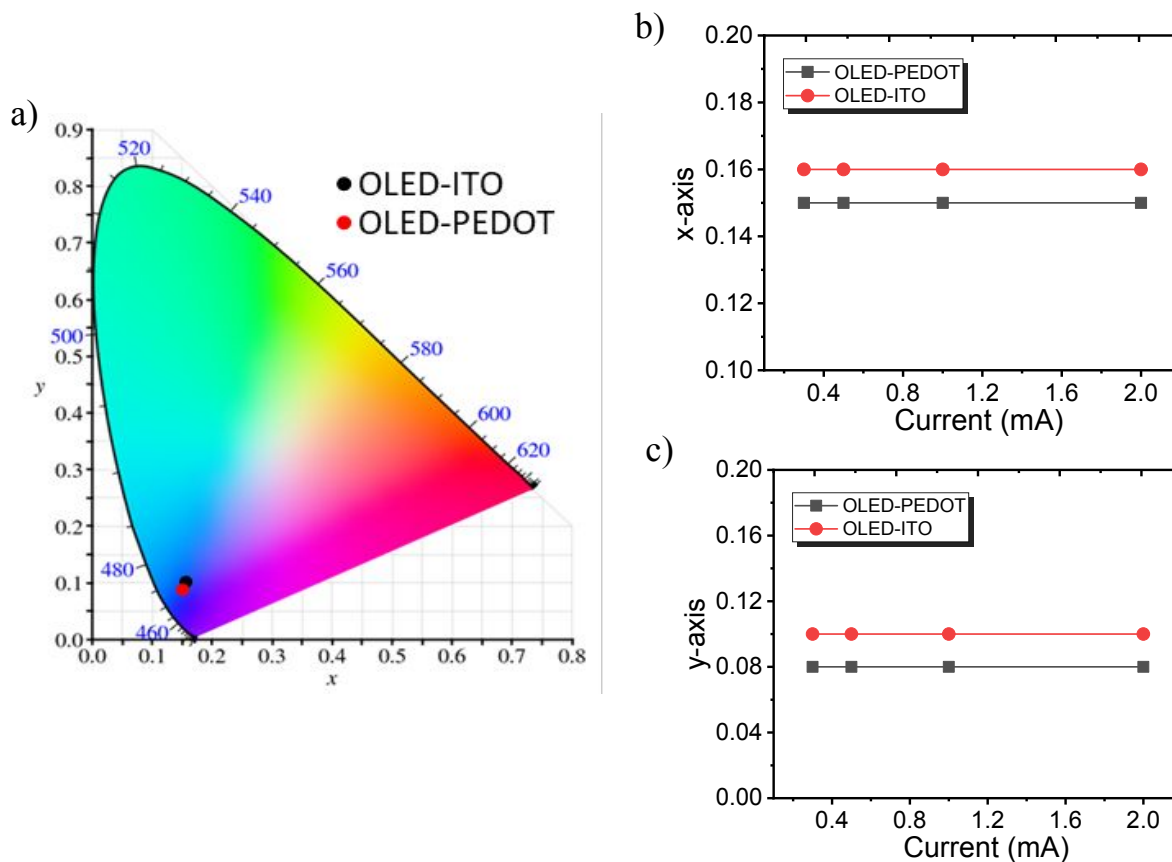 a)
0.9
0.8
0.7
0.6
0.5
0.4
0.3
0.2
0.1
0.0
y
0.0 0.1 0.2 0.3 0.4 0.5 0.6 0.7 0.8
x
520
540
560
580
600
620
500
480
460
OLED-ITO
OLED-PEDOT
b)
0.20
0.18
0.16
0.14
0.12
0.10
x-axis
OLED-PEDOT
OLED-ITO
0.4 0.8 1.2 1.6 2.0
Current (mA)
c)
0.20
0.16
0.12
0.08
0.04
0.00
y-axis
OLED-PEDOT
OLED-ITO
0.4 0.8 1.2 1.6 2.0
Current (mA)